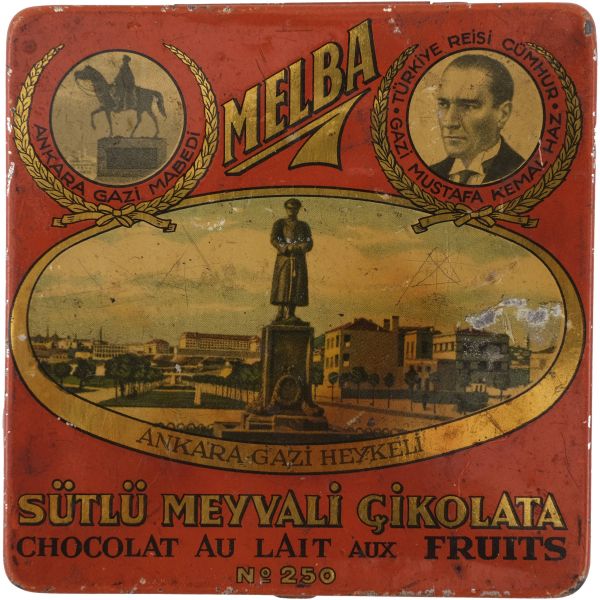 ANKARA GAZİ MABEDİ
MELBA
• TÜRKİYE REİSİ CÜMHUR •
GAZİ MUSTAFA KEMAL HAZ
ANKARA-GAZİ HEYKELİ
SÜTLÜ MEYVALİ ÇİKOLATA
CHOCOLAT AU LAIT AUX FRUITS
Nº 250